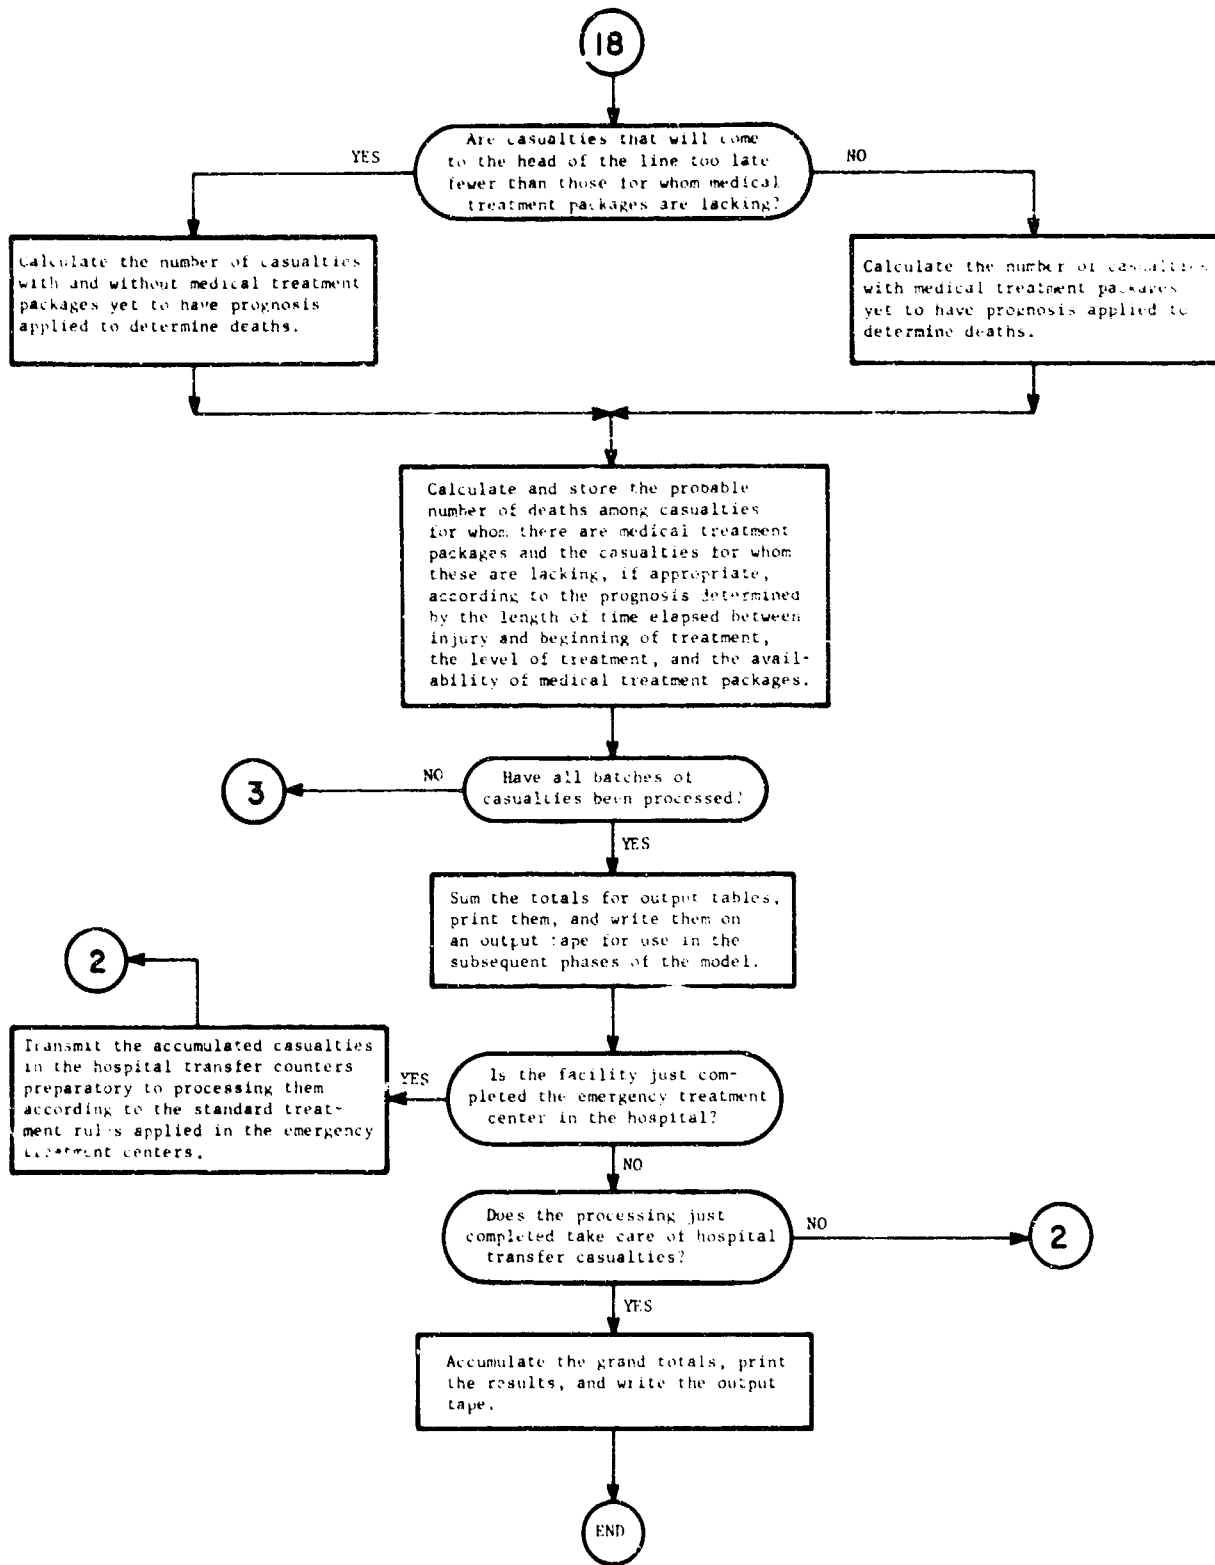 18
Are casualties that will come
to the head of the line too late
fewer than those for whom medical
treatment packages are lacking?
YES
NO
Calculate the number of casualties
with and without medical treatment
packages yet to have prognosis
applied to determine deaths.
Calculate the number of casualties
with medical treatment packages
yet to have prognosis applied to
determine deaths.
Calculate and store the probable
number of deaths among casualties
for whom there are medical treatment
packages and the casualties for whom
these are lacking, if appropriate,
according to the prognosis determined
by the length of time elapsed between
injury and beginning of treatment,
the level of treatment, and the avail-
ability of medical treatment packages.
3
NO
Have all batches of
casualties been processed?
YES
Sum the totals for output tables,
print them, and write them on
an output tape for use in the
subsequent phases of the model.
2
Transmit the accumulated casualties
in the hospital transfer counters
preparatory to processing them
according to the standard treat-
ment rules applied in the emergency
treatment centers.
YES
Is the facility just com-
pleted the emergency treatment
center in the hospital?
NO
Does the processing just
completed take care of hospital
transfer casualties?
NO
2
YES
Accumulate the grand totals, print
the results, and write the output
tape.
END